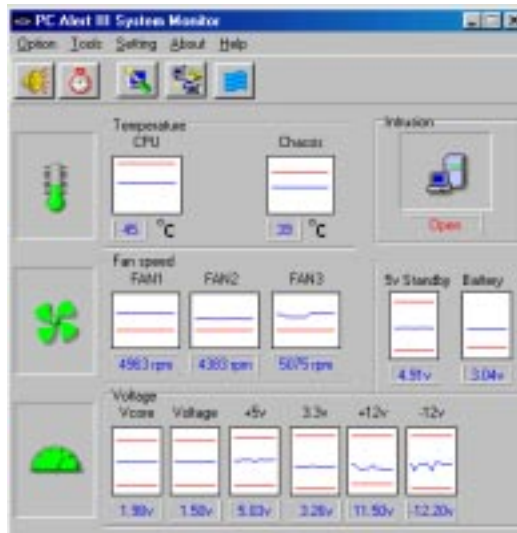 PC Alert III System Monitor
Option Tools Setting About Help
Temperature
CPU
Chassis
Intrusion
45 °C
39 °C
Open
Fan speed
FAN1 FAN2 FAN3
5v Standby Battery
4963 rpm 4383 rpm 5075 rpm
4.91v 3.04v
Voltage
Vcore Voltage +5v 3.3v +12v -12v
1.98v 1.50v 5.03v 3.26v 11.50v -12.20v